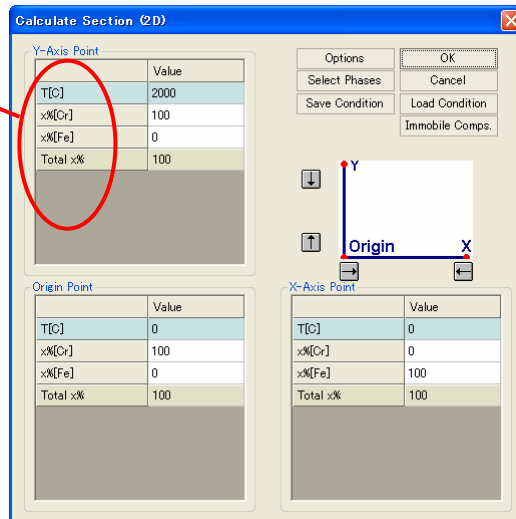 Calculate Section (2D)
Y-Axis Point
Value
T[C] 2000
x%[Cr] 100
x%[Fe] 0
Total x% 100
Options OK
Select Phases Cancel
Save Condition Load Condition
Immobile Comps.
Y
Origin X
Origin Point
Value
T[C] 0
x%[Cr] 100
x%[Fe] 0
Total x% 100
X-Axis Point
Value
T[C] 0
x%[Cr] 0
x%[Fe] 100
Total x% 100